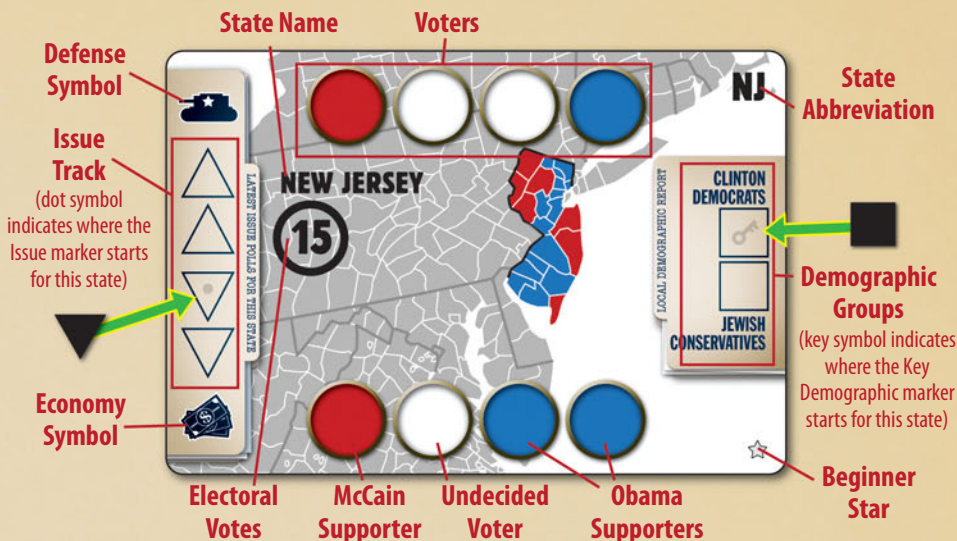 State Name
Voters
Defense
Symbol
NJ
State
Abbreviation
Issue
Track
(dot symbol
indicates where the
Issue marker starts
for this state)
LATEST ISSUE POLLS FOR THIS STATE
NEW JERSEY
15
LOCAL DEMOGRAPHIC REPORT
CLINTON
DEMOCRATS
JEWISH
CONSERVATIVES
Demographic
Groups
(key symbol indicates
where the Key
Demographic marker
starts for this state)
Economy
Symbol
Electoral
Votes
McCain
Supporter
Undecided
Voter
Obama
Supporters
Beginner
Star